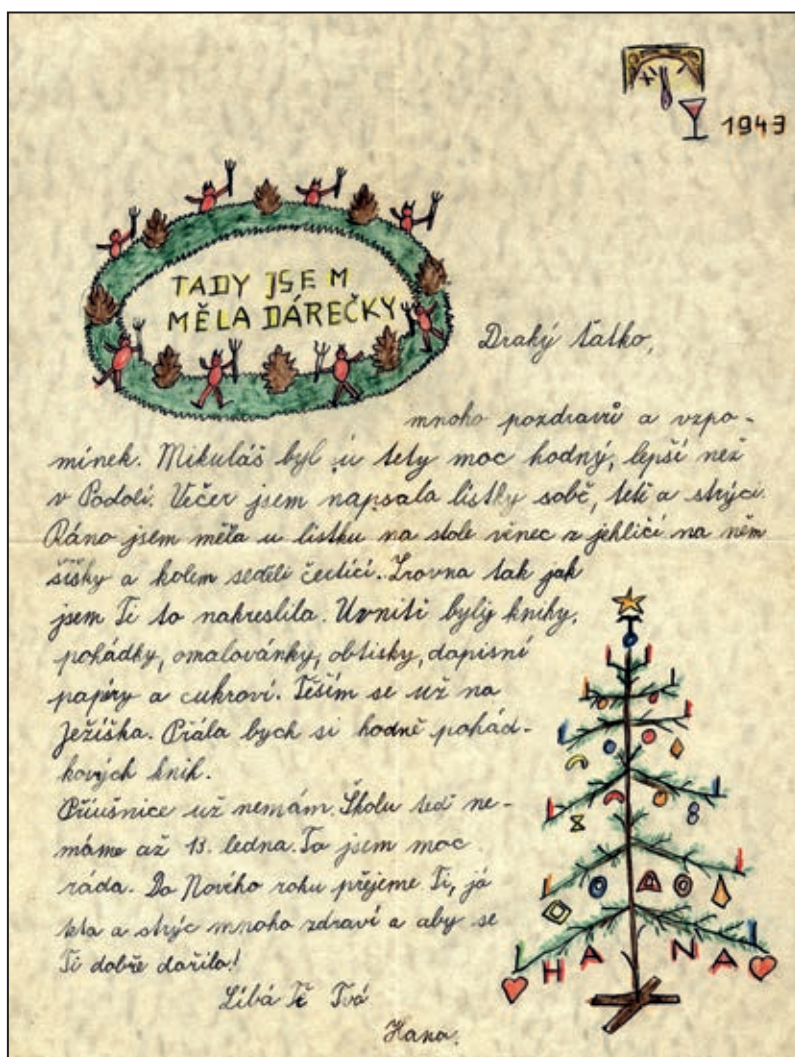 XI
1943
TADY JSEM
MĚLA DÁREČKY
Drahý taťko,
mnoho pozdravů a vzpo-
mínek. Mikuláš byl u tety moc hodný, lepší než
v Podolí. Večer jsem napsala lístky sobě, tetě a strýci.
Ráno jsem měla u lístku na stole věnec z jehličí na něm
šišky a kolem seděli čertíci. Zrovna tak jak
jsem Ti to nakreslila. Uvnitř byly knihy,
pohádky, omalovánky, obtisky, dopisní
papíry a cukroví. Těším se už na
Ježíška. Přála bych si hodně pohád-
kových knih.
Příušnice už nemám. Školu teď ne-
máme až 13. ledna. To jsem moc
ráda. Do Nového roku přejeme Ti, já
teta a strýc mnoho zdraví a aby se
Ti dobře dařilo!
HANA
Líbá Tě Tvá
Hana.